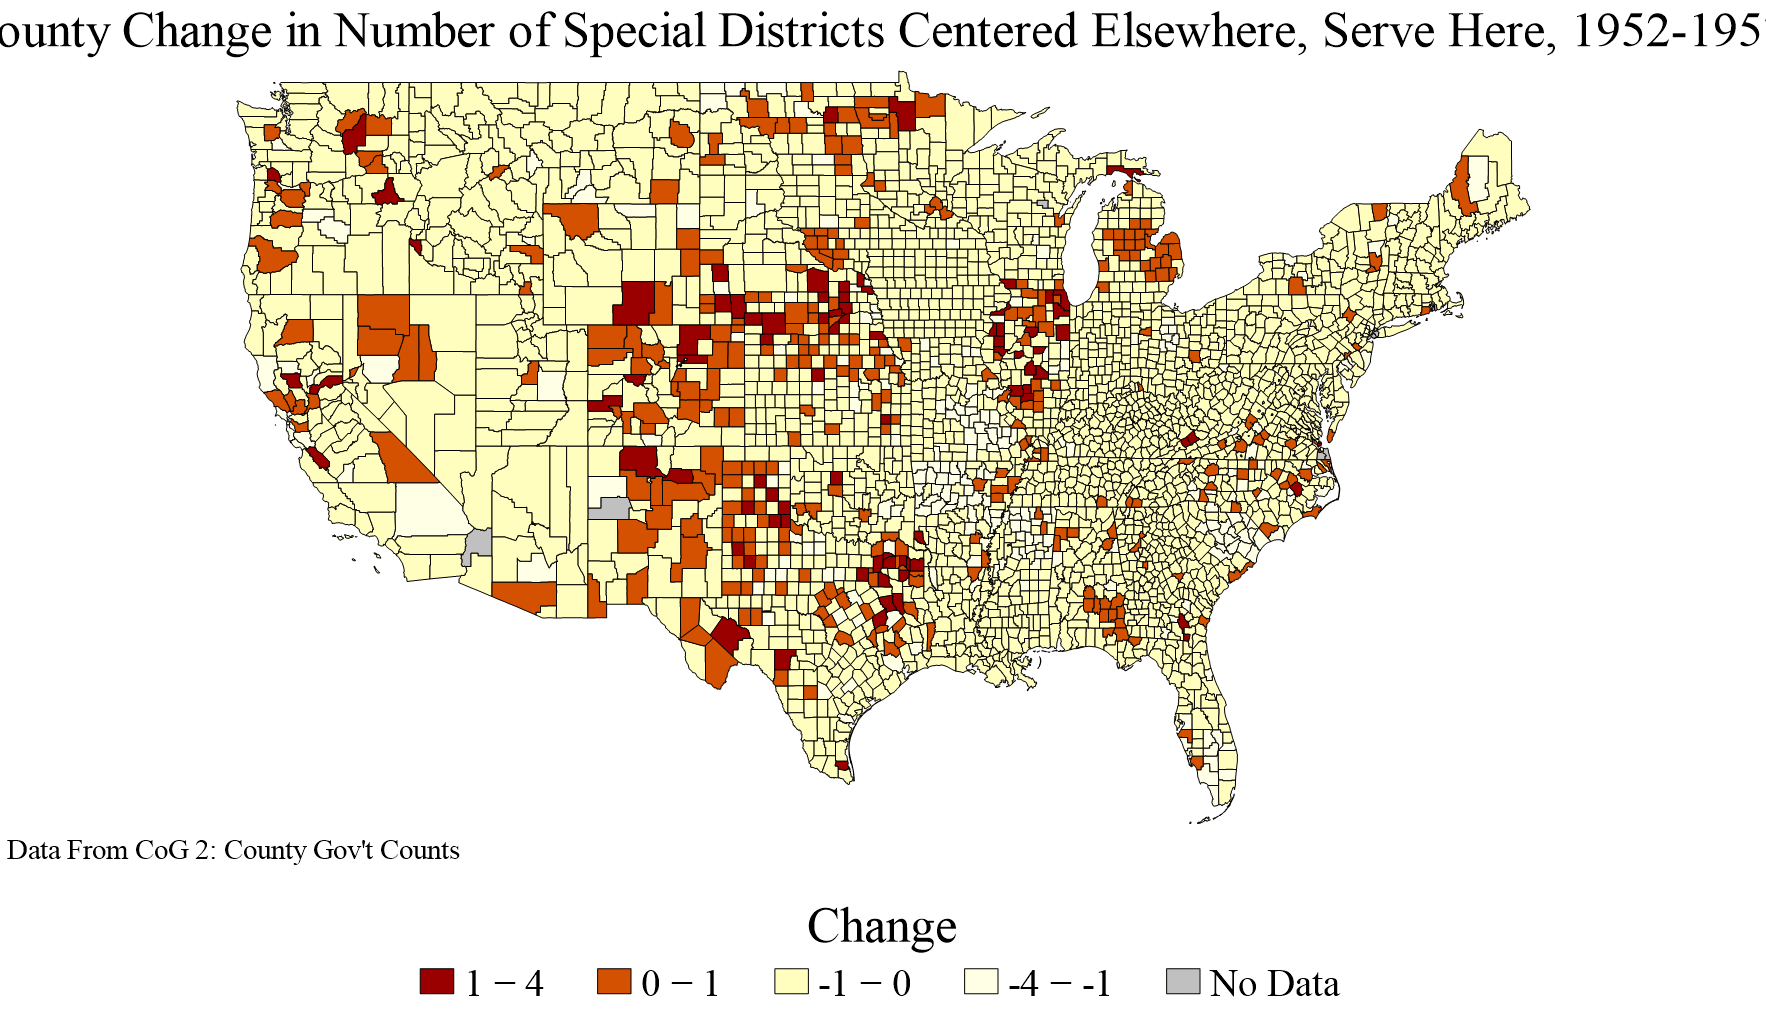 ounty Change in Number of Special Districts Centered Elsewhere, Serve Here, 1952-195
Data From CoG 2: County Gov't Counts
Change
1 − 4
0 − 1
-1 − 0
-4 − -1
No Data